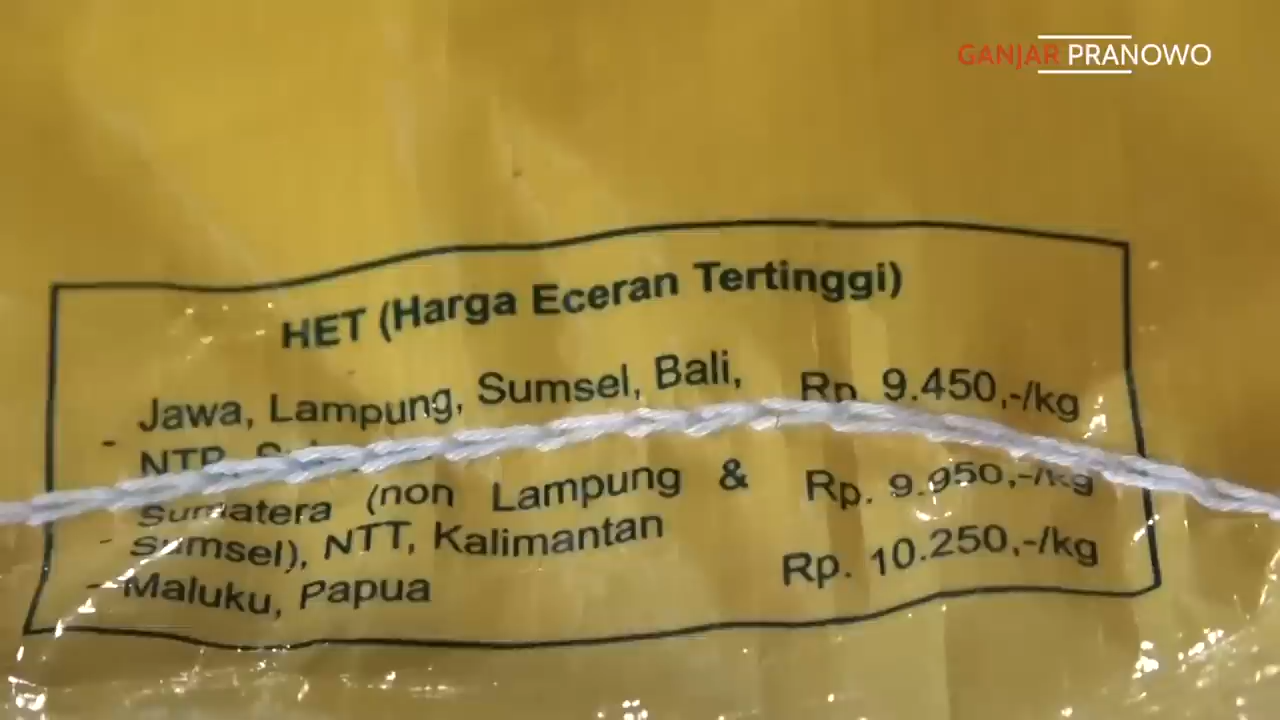 GANJAR PRANOWO
HET (Harga Eceran Tertinggi)
- Jawa, Lampung, Sumsel, Bali, Rp. 9.450,-/kg
NTB,
- Sumatera (non Lampung & Rp. 9.950,-/kg
Sumsel), NTT, Kalimantan
- Maluku, Papua Rp. 10.250,-/kg